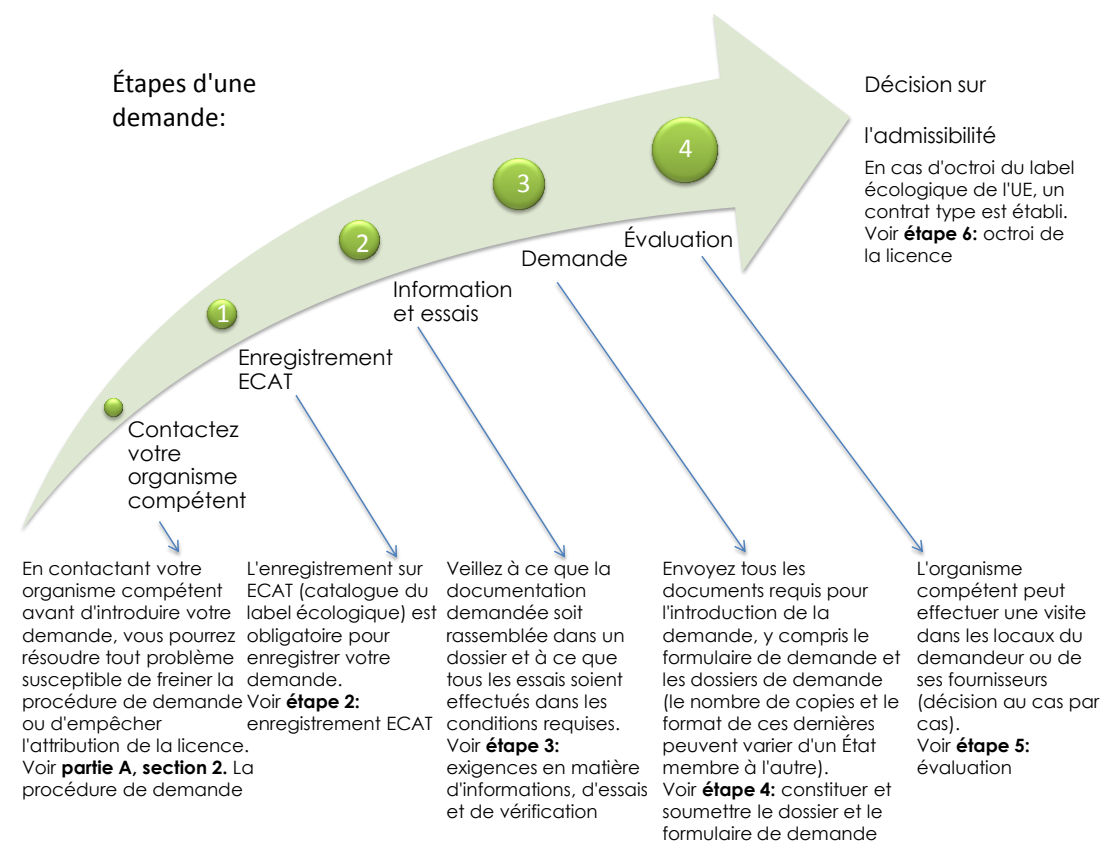 Étapes d'une
demande:
1
2
3
4
Contactez
votre
organisme
compétent
Enregistrement
ECAT
Information
et essais
Demande
Évaluation
Décision sur
l'admissibilité
En cas d'octroi du label
écologique de l'UE, un
contrat type est établi.
Voir étape 6: octroi de
la licence
En contactant votre
organisme compétent
avant d'introduire votre
demande, vous pourrez
résoudre tout problème
susceptible de freiner la
procédure de demande
ou d'empêcher
l'attribution de la licence.
Voir partie A, section 2. La
procédure de demande
L'enregistrement sur
ECAT (catalogue du
label écologique) est
obligatoire pour
enregistrer votre
demande.
Voir étape 2:
enregistrement ECAT
Veillez à ce que la
documentation
demandée soit
rassemblée dans un
dossier et à ce que
tous les essais soient
effectués dans les
conditions requises.
Voir étape 3:
exigences en matière
d'informations, d'essais
et de vérification
Envoyez tous les
documents requis pour
l'introduction de la
demande, y compris le
formulaire de demande et
les dossiers de demande
(le nombre de copies et le
format de ces dernières
peuvent varier d'un État
membre à l'autre).
Voir étape 4: constituer et
soumettre le dossier et le
formulaire de demande
L'organisme
compétent peut
effectuer une visite
dans les locaux du
demandeur ou de
ses fournisseurs
(décision au cas par
cas).
Voir étape 5:
évaluation